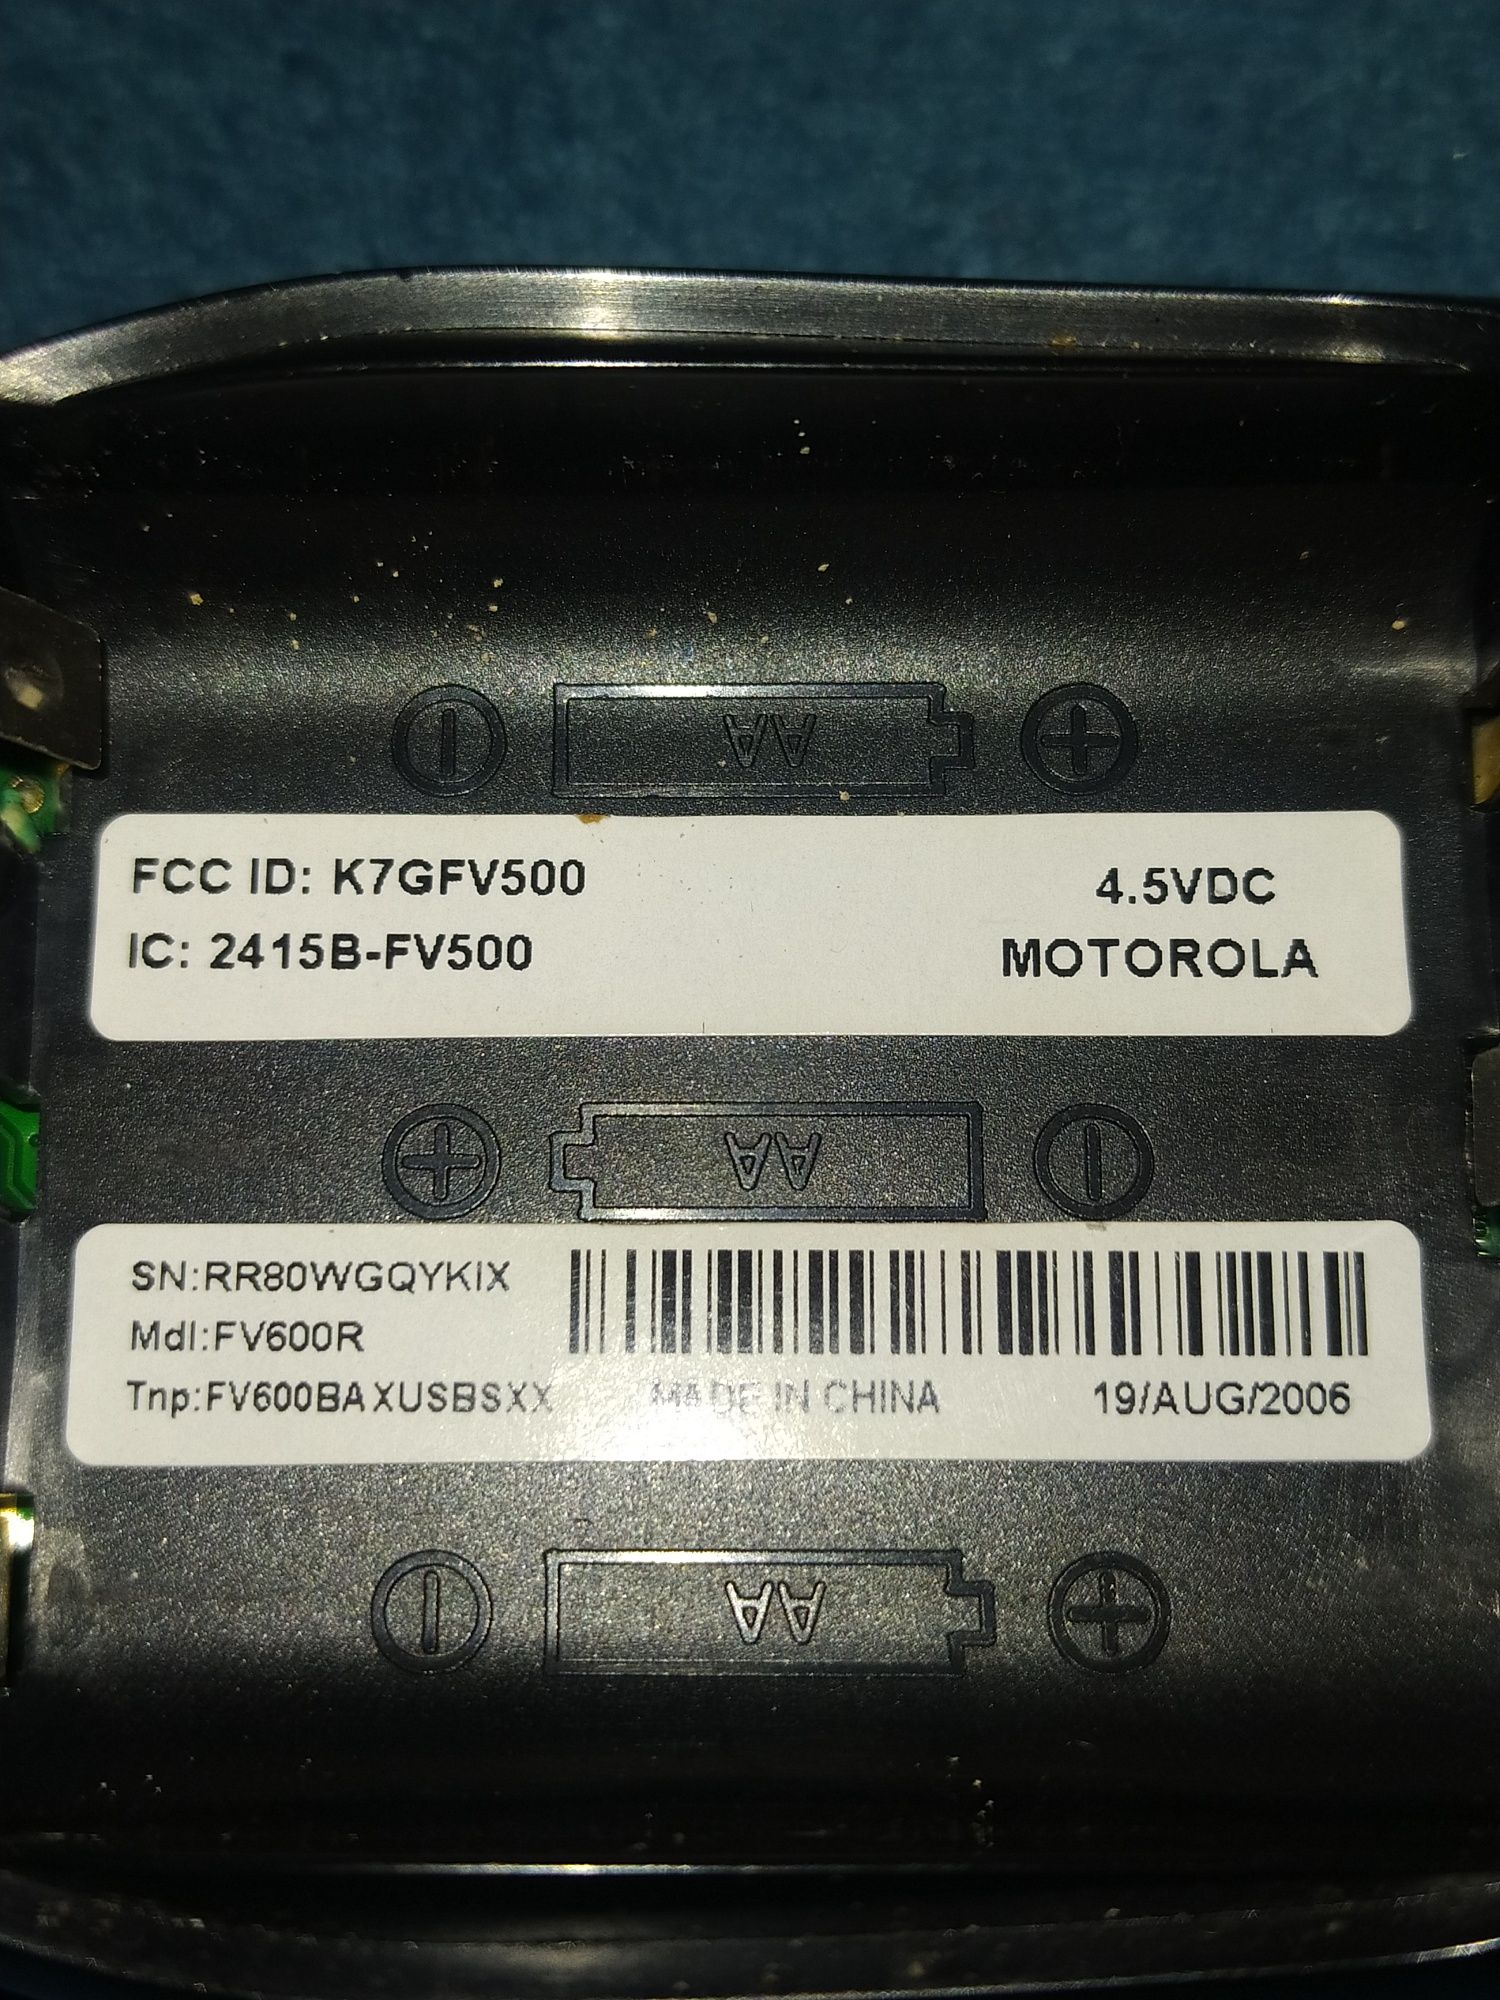 AA
FCC ID: K7GFV500
4.5VDC
IC: 2415B-FV500
MOTOROLA
AA
SN:RR80WGQYKIX
Mdl:FV600R
Tnp:FV600BAXUSBSXX
MADE IN CHINA
19/AUG/2006
AA